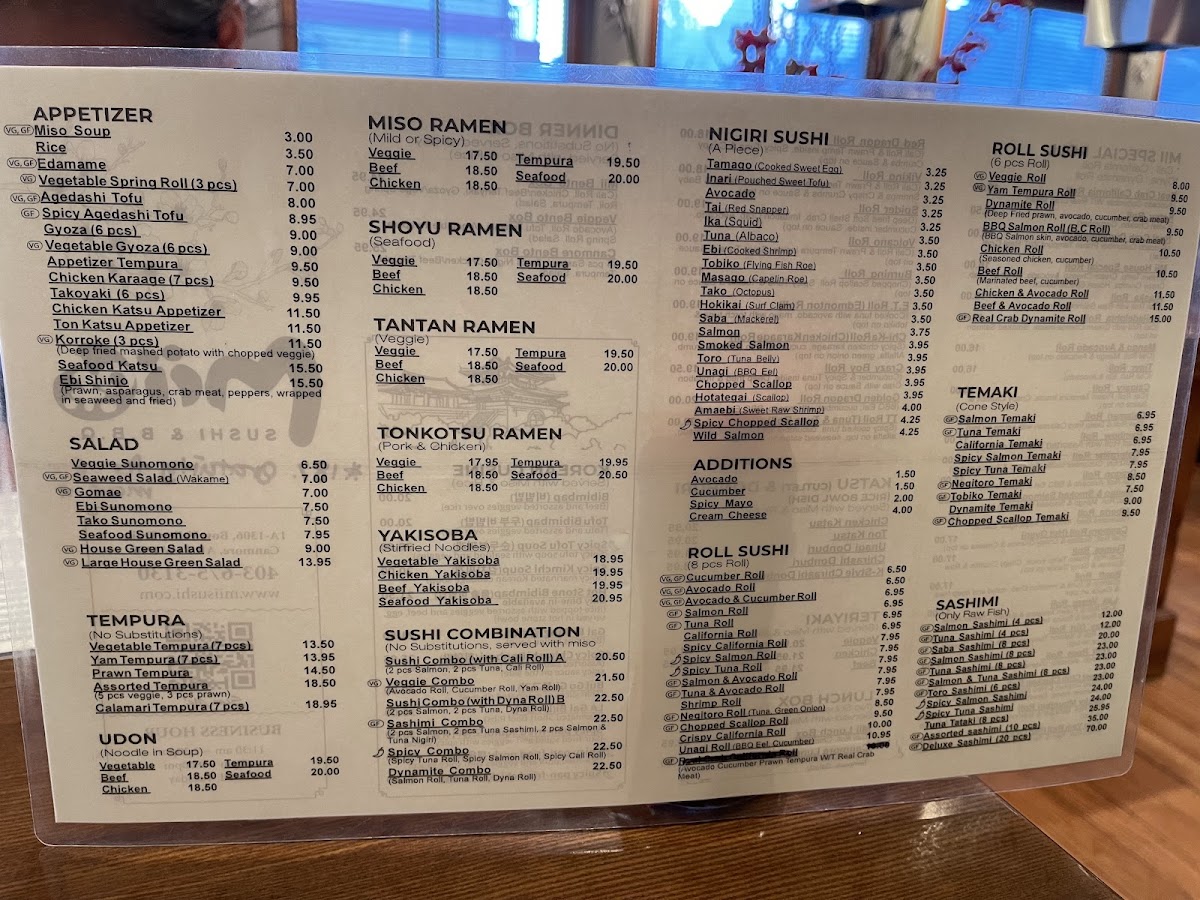 APPETIZER
VG, GF Miso Soup 3.00
Rice 3.50
VG, GF Edamame 7.00
VG Vegetable Spring Roll (3 pcs) 7.00
VG, GF Agedashi Tofu 8.00
GF Spicy Agedashi Tofu 8.95
Gyoza (6 pcs) 9.00
VG Vegetable Gyoza (6 pcs) 9.00
Appetizer Tempura 9.50
Chicken Karaage (7 pcs) 9.50
Takoyaki (6 pcs) 9.95
Chicken Katsu Appetizer 11.50
Ton Katsu Appetizer 11.50
VG Korroke (3 pcs) 11.50
(Deep fried mashed potato with chopped veggie)
Seafood Katsu 15.50
Ebi Shinjo 15.50
(Prawn, asparagus, crab meat, peppers, wrapped
in seaweed and fried)
SALAD
Veggie Sunomono 6.50
VG, GF Seaweed Salad (Wakame) 7.00
VG Gomae 7.00
Ebi Sunomono 7.50
Tako Sunomono 7.50
Seafood Sunomono 7.95
VG House Green Salad 9.00
VG Large House Green Salad 13.95
TEMPURA
(No Substitutions)
Vegetable Tempura (7 pcs) 13.50
Yam Tempura (7 pcs) 13.95
Prawn Tempura 14.50
Assorted Tempura 18.50
(5 pcs veggie, 3 pcs prawn)
Calamari Tempura (7 pcs) 18.95
UDON
(Noodle in Soup)
Vegetable 17.50 Tempura 19.50
Beef 18.50 Seafood 20.00
Chicken 18.50
MISO RAMEN
(Mild or Spicy)
Veggie 17.50 Tempura 19.50
Beef 18.50 Seafood 20.00
Chicken 18.50
SHOYU RAMEN
(Seafood)
Veggie 17.50 Tempura 19.50
Beef 18.50 Seafood 20.00
Chicken 18.50
TANTAN RAMEN
(Veggie)
Veggie 17.50 Tempura 19.50
Beef 18.50 Seafood 20.00
Chicken 18.50
TONKOTSU RAMEN
(Pork & Chicken)
Veggie 17.95 Tempura 19.95
Beef 18.50 Seafood 20.50
Chicken 18.50
YAKISOBA
(Stirfried Noodles)
Vegetable Yakisoba 18.95
Chicken Yakisoba 19.95
Beef Yakisoba 19.95
Seafood Yakisoba 20.95
SUSHI COMBINATION
(No Substitutions, served with miso
Sushi Combo (with Cali Roll) A 20.50
(2 pcs Salmon, 2 pcs Tuna, Cali Roll)
VG Veggie Combo 21.50
(Avocado Roll, Cucumber Roll, Yam Roll)
Sushi Combo (with Dyna Roll) B 22.50
(2 pcs Salmon, 2 pcs Tuna, Dyna Roll)
GF Sashimi Combo 22.50
(2 pcs Salmon, 2 pcs Tuna Sashimi, 2 pcs Salmon &
Tuna Nigiri)
Spicy Combo 22.50
(Spicy Tuna Roll, Spicy Salmon Roll, Spicy Cali Roll)
Dynamite Combo 22.50
(Salmon Roll, Tuna Roll, Dyna Roll)
NIGIRI SUSHI
(A Piece)
Tamago (Cooked Sweet Egg) 3.25
Inari (Pouched Sweet Tofu) 3.25
Avocado 3.25
Tai (Red Snapper) 3.25
Ika (Squid) 3.25
Tuna (Albaco) 3.50
Ebi (Cooked Shrimp) 3.50
Tobiko (Flying Fish Roe) 3.50
Masago (Capelin Roe) 3.50
Tako (Octopus) 3.50
Hokikai (Surf Clam) 3.50
Saba (Mackerel) 3.50
Salmon 3.75
Smoked Salmon 3.95
Toro (Tuna Belly) 3.95
Unagi (BBQ Eel) 3.95
Chopped Scallop 3.95
Hotategai (Scallop) 3.95
Amaebi (Sweet Raw Shrimp) 4.00
Spicy Chopped Scallop 4.25
Wild Salmon 4.25
ADDITIONS
Avocado 1.50
Cucumber 1.50
Spicy Mayo 2.00
Cream Cheese 4.00
ROLL SUSHI
(8 pcs Roll)
VG, GF Cucumber Roll 6.50
VG, GF Avocado Roll 6.50
VG, GF Avocado & Cucumber Roll 6.95
GF Salmon Roll 6.95
GF Tuna Roll 6.95
California Roll 6.95
Spicy California Roll 7.95
Spicy Salmon Roll 7.95
Spicy Tuna Roll 7.95
GF Salmon & Avocado Roll 7.95
GF Tuna & Avocado Roll 7.95
Shrimp Roll 8.50
GF Negitoro Roll (Tuna, Green Onion) 9.50
GF Chopped Scallop Roll 10.00
Crispy California Roll 10.95
Unagi Roll (BBQ Eel, Cucumber)
GF
(Avocado Cucumber Prawn Tempura W/T Real Crab
Meat)
ROLL SUSHI
(6 pcs Roll)
VG Veggie Roll 8.00
VG Yam Tempura Roll 9.50
Dynamite Roll 9.50
(Deep Fried prawn, avocado, cucumber, crab meat)
BBQ Salmon Roll (B.C Roll) 9.50
(BBQ Salmon skin, avocado, cucumber, crab meat)
Chicken Roll 10.50
(Seasoned chicken, cucumber)
Beef Roll 10.50
(Marinated beef, cucumber)
Chicken & Avocado Roll 11.50
Beef & Avocado Roll 11.50
GF Real Crab Dynamite Roll 15.00
TEMAKI
(Cone Style)
GF Salmon Temaki 6.95
GF Tuna Temaki 6.95
California Temaki 6.95
Spicy Salmon Temaki 7.95
Spicy Tuna Temaki 7.95
GF Negitoro Temaki 8.50
GF Tobiko Temaki 7.50
Dynamite Temaki 9.00
GF Chopped Scallop Temaki 9.50
SASHIMI
(Only Raw Fish)
GF Salmon Sashimi (4 pcs) 12.00
GF Tuna Sashimi (4 pcs) 12.00
GF Saba Sashimi (8 pcs) 20.00
GF Salmon Sashimi (8 pcs) 23.00
GF Tuna Sashimi (8 pcs) 23.00
GF Salmon & Tuna Sashimi (8 pcs) 23.00
GF Toro Sashimi (6 pcs) 23.00
Spicy Salmon Sashimi 24.00
Spicy Tuna Sashimi 24.00
Tuna Tataki (8 pcs) 25.95
GF Assorted sashimi (10 pcs) 35.00
GF Deluxe Sashimi (20 pc) 70.00